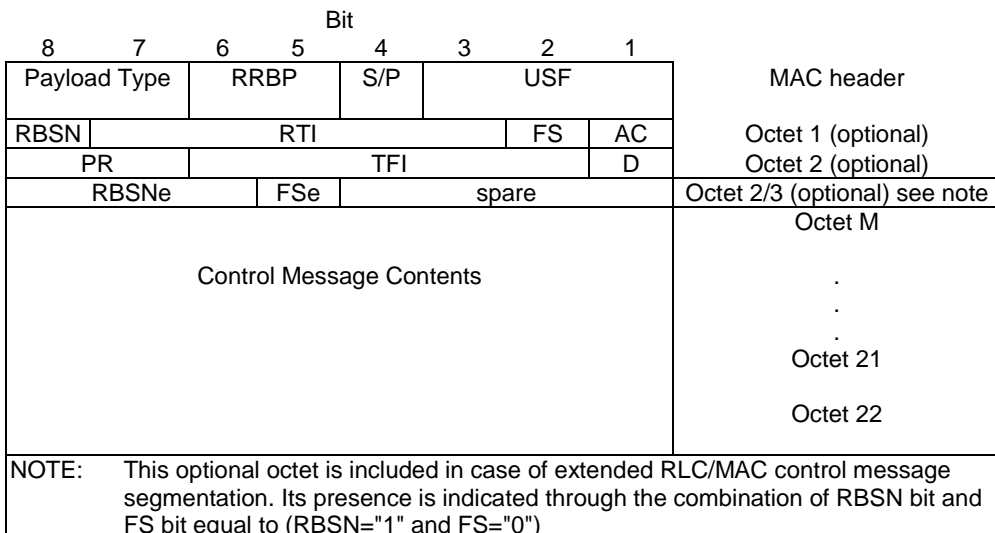 Bit
8 7 6 5 4 3 2 1
Payload Type RRBP S/P USF MAC header
RBSN RTI FS AC Octet 1 (optional)
PR TFI D Octet 2 (optional)
RBSNe FSe spare Octet 2/3 (optional) see note
Octet M
Control Message Contents .
.
.
Octet 21
Octet 22
NOTE: This optional octet is included in case of extended RLC/MAC control message
segmentation. Its presence is indicated through the combination of RBSN bit and
FS bit equal to (RBSN="1" and FS="0")